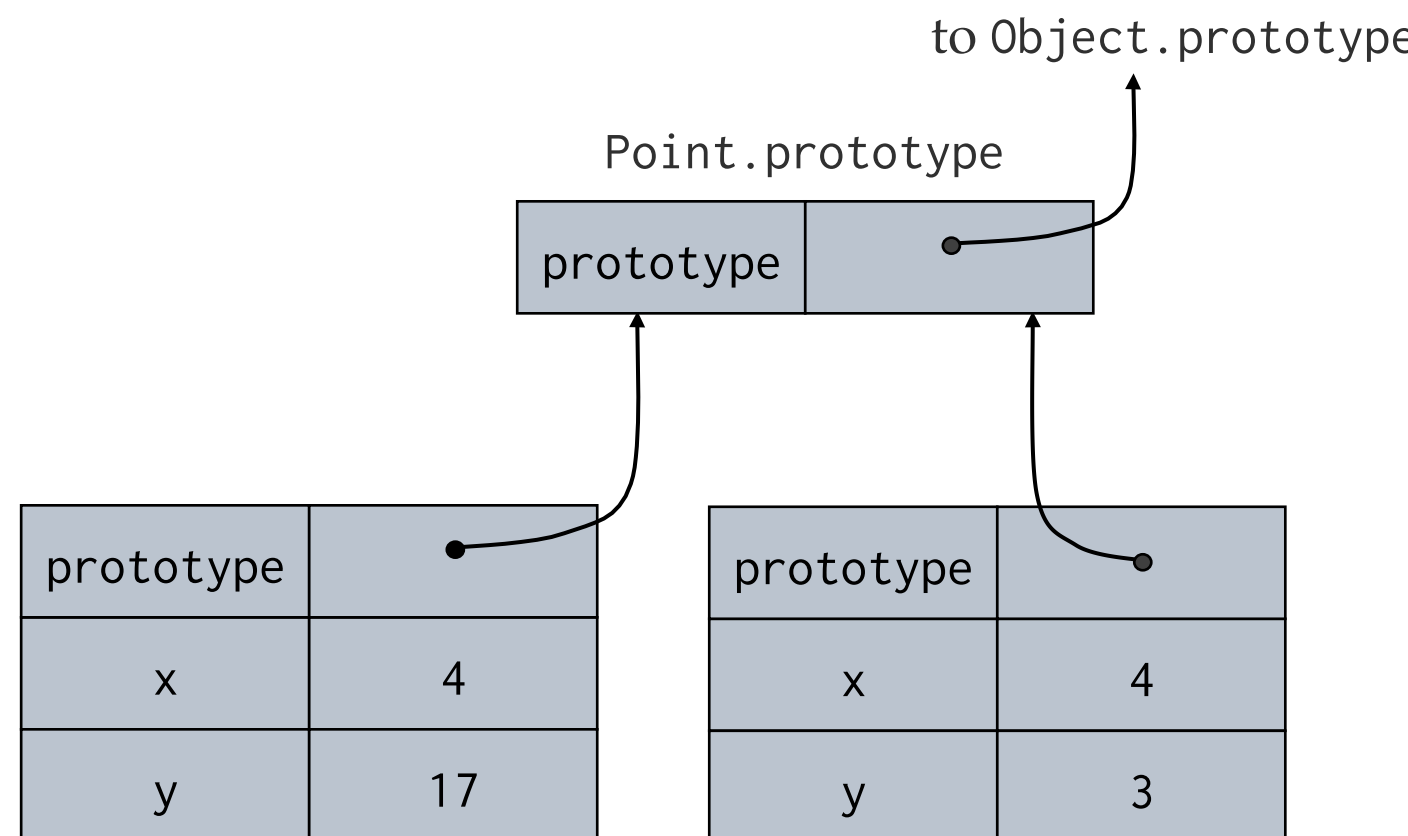 to Object.prototype
Point.prototype
prototype
prototype
x 4
y 17
prototype
x 4
y 3